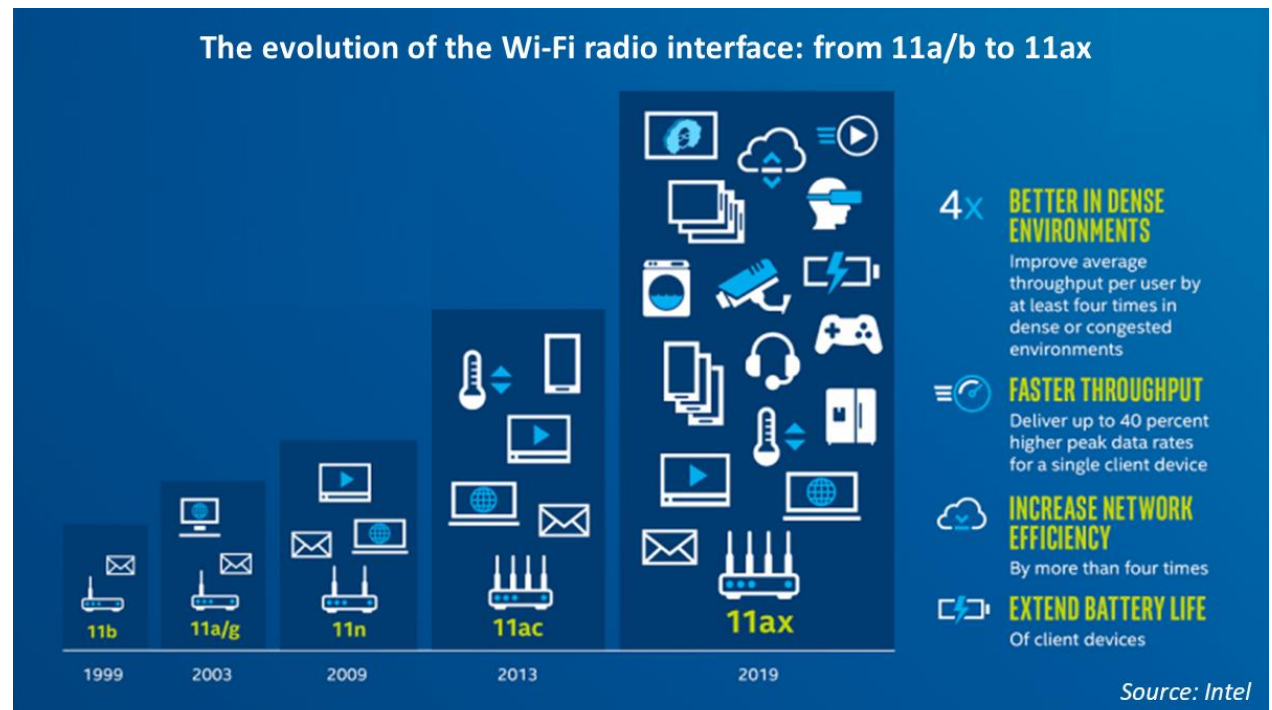 The evolution of the Wi-Fi radio interface: from 11a/b to 11ax
11b
11a/g
11n
11ac
11ax
1999
2003
2009
2013
2019
4x
BETTER IN DENSE
ENVIRONMENTS
Improve average
throughput per user by
at least four times in
dense or congested
environments
FASTER THROUGHPUT
Deliver up to 40 percent
higher peak data rates
for a single client device
INCREASE NETWORK
EFFICIENCY
By more than four times
EXTEND BATTERY LIFE
Of client devices
Source: Intel